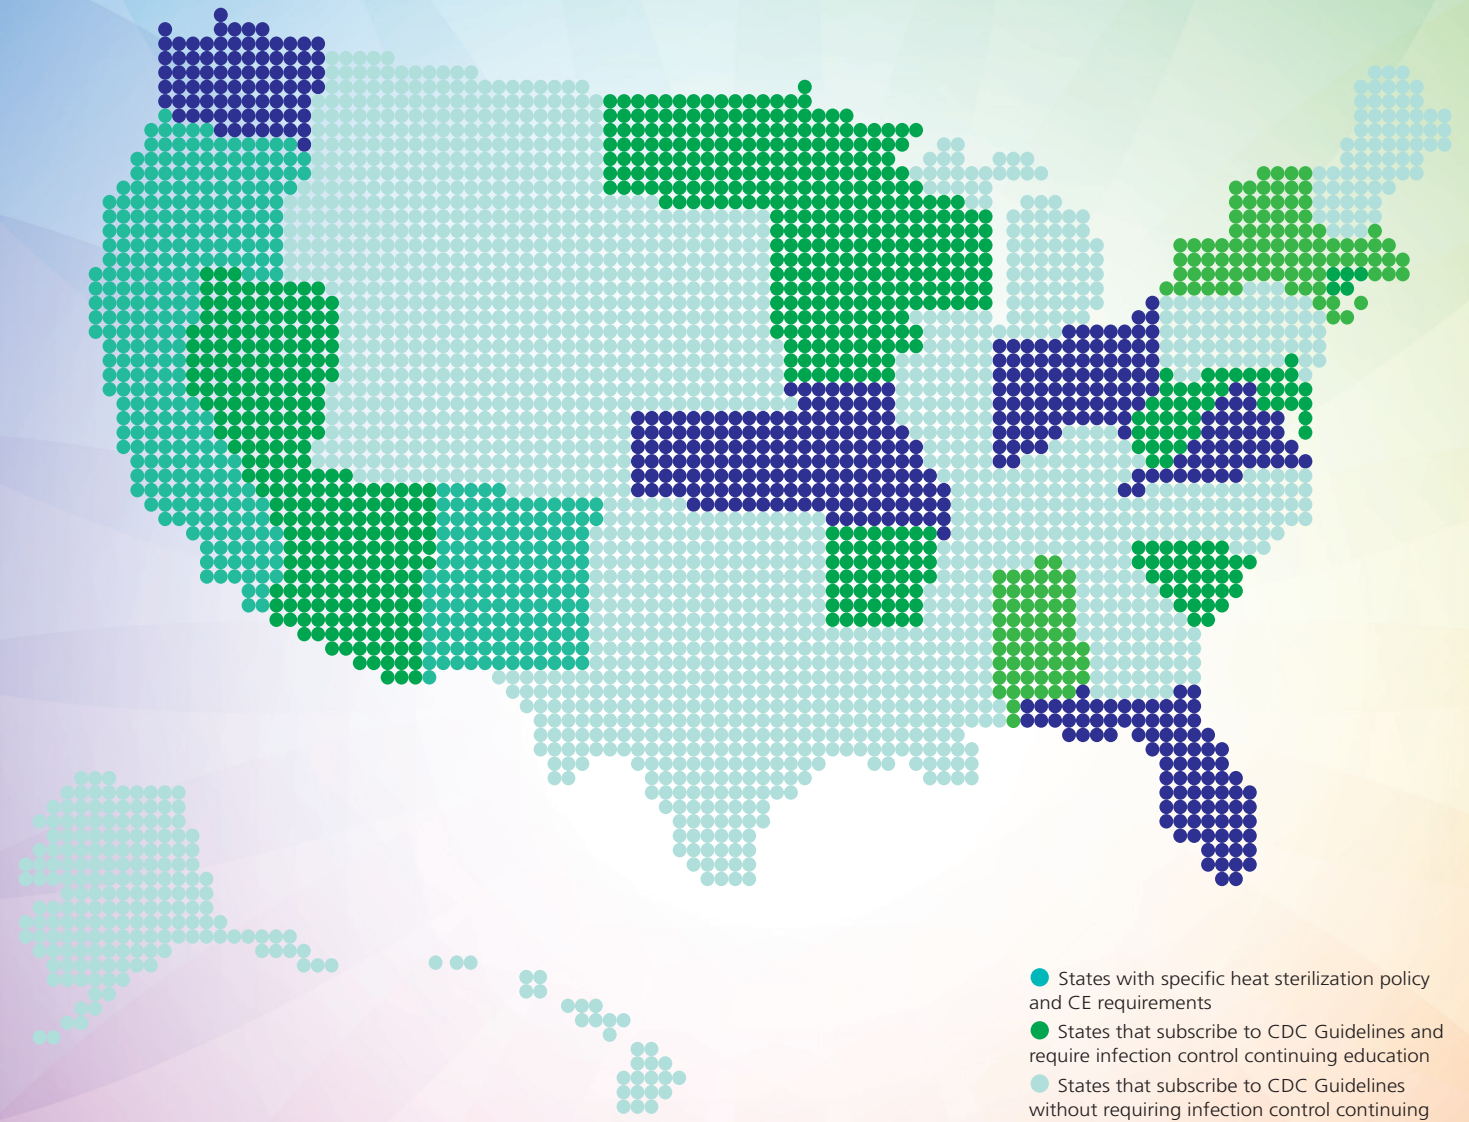 States with specific heat sterilization policy
and CE requirements
States that subscribe to CDC Guidelines and
require infection control continuing education
States that subscribe to CDC Guidelines
without requiring infection control continuing